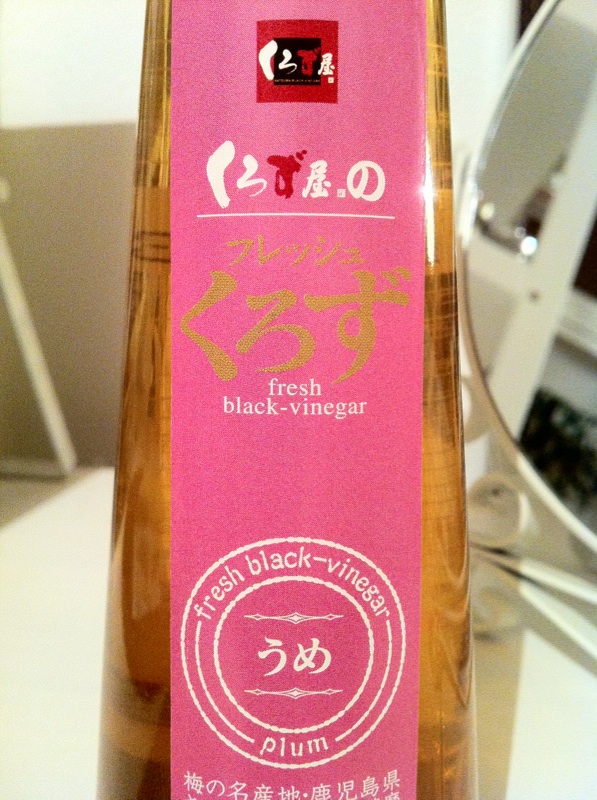 くろず屋
くろず屋の
フレッシュ
くろず
fresh
black-vinegar
fresh black-vinegar
うめ
plum
梅の名産地・鹿児島県